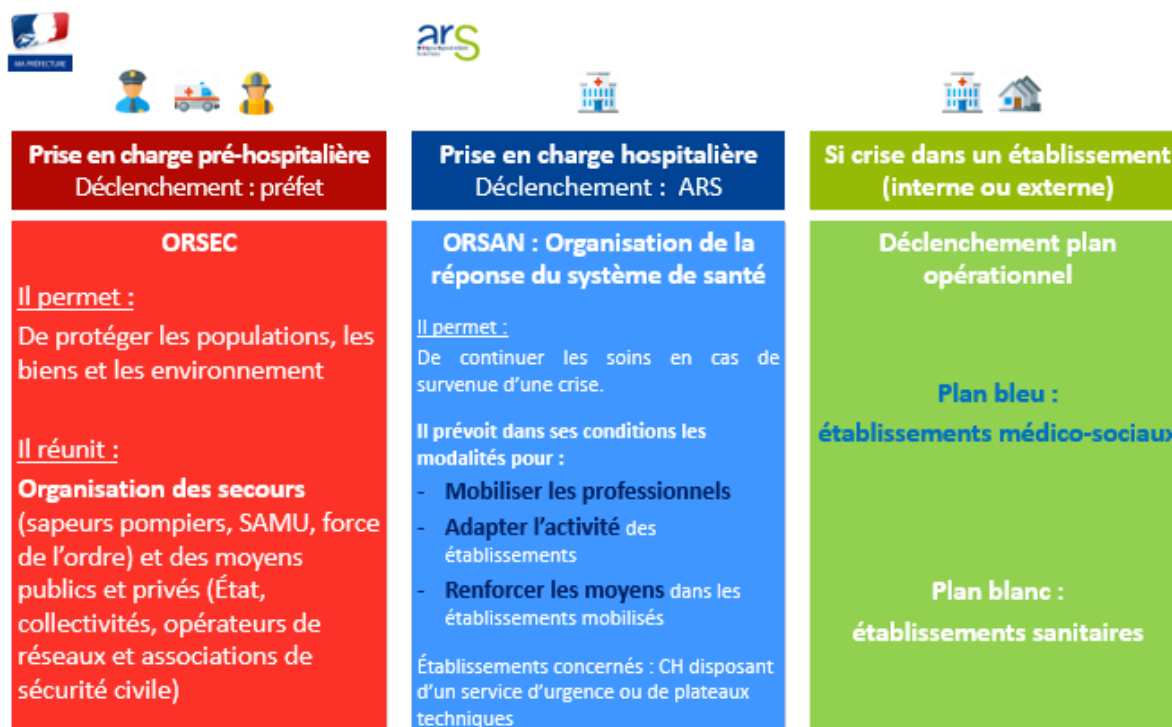 MA PRÉFECTURE
ars
Prise en charge pré-hospitalière
Déclenchement : préfet
ORSEC
Il permet :
De protéger les populations, les
biens et les environnement
Il réunit :
Organisation des secours
(sapeurs pompiers, SAMU, force
de l'ordre) et des moyens
publics et privés (État,
collectivités, opérateurs de
réseaux et associations de
sécurité civile)
Prise en charge hospitalière
Déclenchement : ARS
ORSAN : Organisation de la
réponse du système de santé
Il permet :
De continuer les soins en cas de
survenue d'une crise.
Il prévoit dans ses conditions les
modalités pour :
- Mobiliser les professionnels
- Adapter l'activité des
établissements
- Renforcer les moyens dans les
établissements mobilisés
Établissements concernés : CH disposant
d'un service d'urgence ou de plateaux
techniques
Si crise dans un établissement
(interne ou externe)
Déclenchement plan
opérationnel
Plan bleu :
établissements médico-sociaux
Plan blanc :
établissements sanitaires